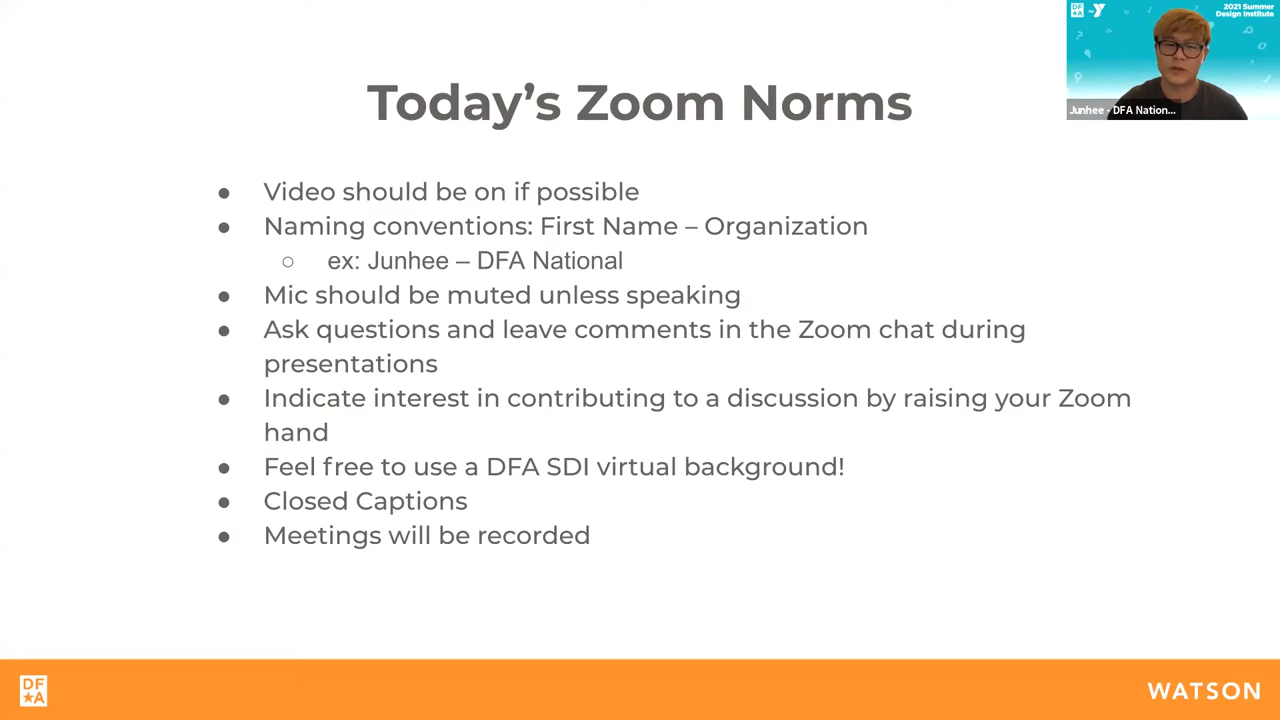 DF
★A
Y
2021 Summer
Design Institute
Junhee - DFA Nation...
Today's Zoom Norms
● Video should be on if possible
● Naming conventions: First Name – Organization
○ ex: Junhee – DFA National
● Mic should be muted unless speaking
● Ask questions and leave comments in the Zoom chat during
presentations
● Indicate interest in contributing to a discussion by raising your Zoom
hand
● Feel free to use a DFA SDI virtual background!
● Closed Captions
● Meetings will be recorded
DF
★A
WATSON